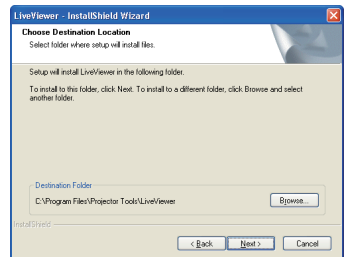 LiveViewer - InstallShield Wizard
Choose Destination Location
Select folder where setup will install files.
Setup will install LiveViewer in the following folder.
To install to this folder, click Next. To install to a different folder, click Browse and select
another folder.
Destination Folder
C:\Program Files\Projector Tools\LiveViewer
Browse...
InstallShield
< Back
Next >
Cancel